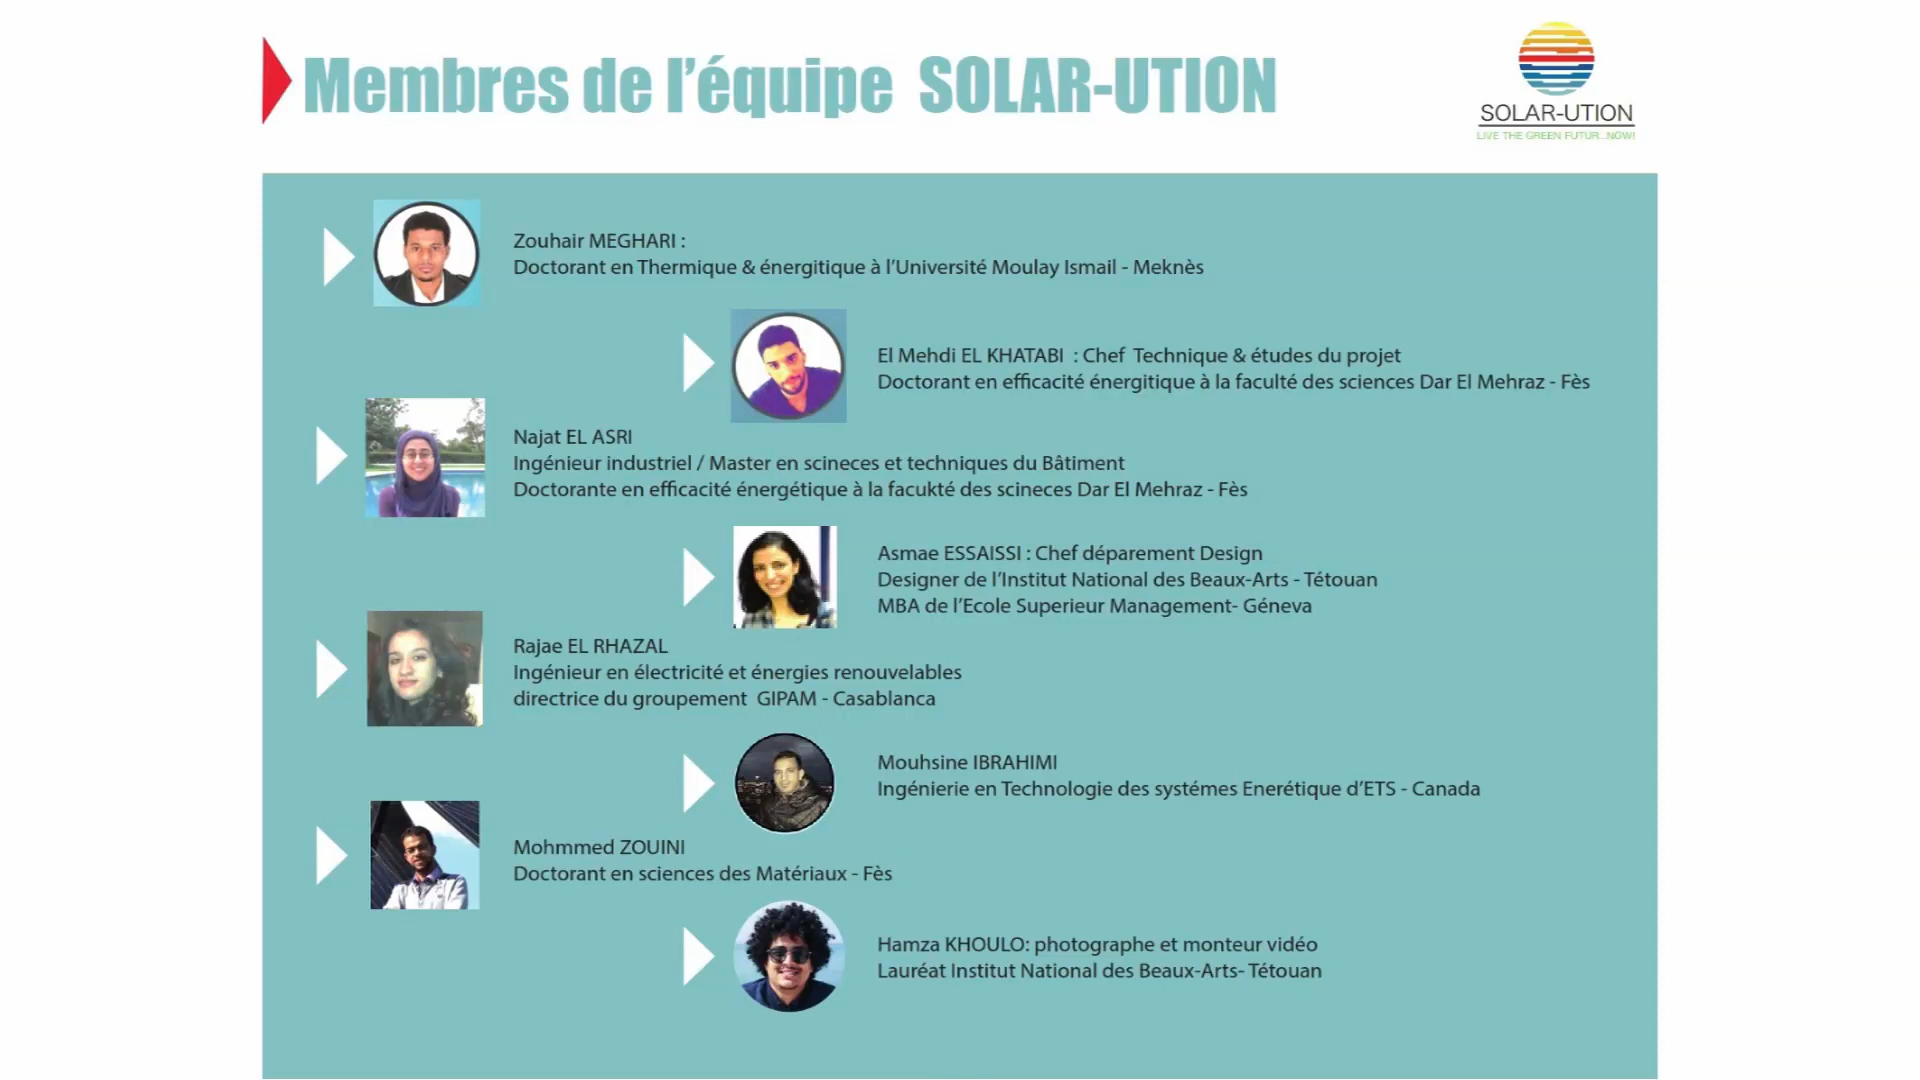 Membres de l'équipe SOLAR-UTION
SOLAR-UTION
LIVE THE GREEN FUTUR...NOW!
Zouhair MEGHARI :
Doctorant en Thermique & énergitique à l'Université Moulay Ismail - Meknès
El Mehdi EL KHATABI : Chef Technique & études du projet
Doctorant en efficacité énergitique à la faculté des sciences Dar El Mehraz - Fès
Najat EL ASRI
Ingénieur industriel / Master en scineces et techniques du Bâtiment
Doctorante en efficacité énergétique à la facukté des scineces Dar El Mehraz - Fès
Asmae ESSAISSI : Chef déparement Design
Designer de l'Institut National des Beaux-Arts - Tétouan
MBA de l'Ecole Superieur Management- Géneva
Rajae EL RHAZAL
Ingénieur en électricité et énergies renouvelables
directrice du groupement GIPAM - Casablanca
Mouhsine IBRAHIMI
Ingénierie en Technologie des systémes Enerétique d'ETS - Canada
Mohmmed ZOUINI
Doctorant en sciences des Matériaux - Fès
Hamza KHOULO: photographe et monteur vidéo
Lauréat Institut National des Beaux-Arts- Tétouan